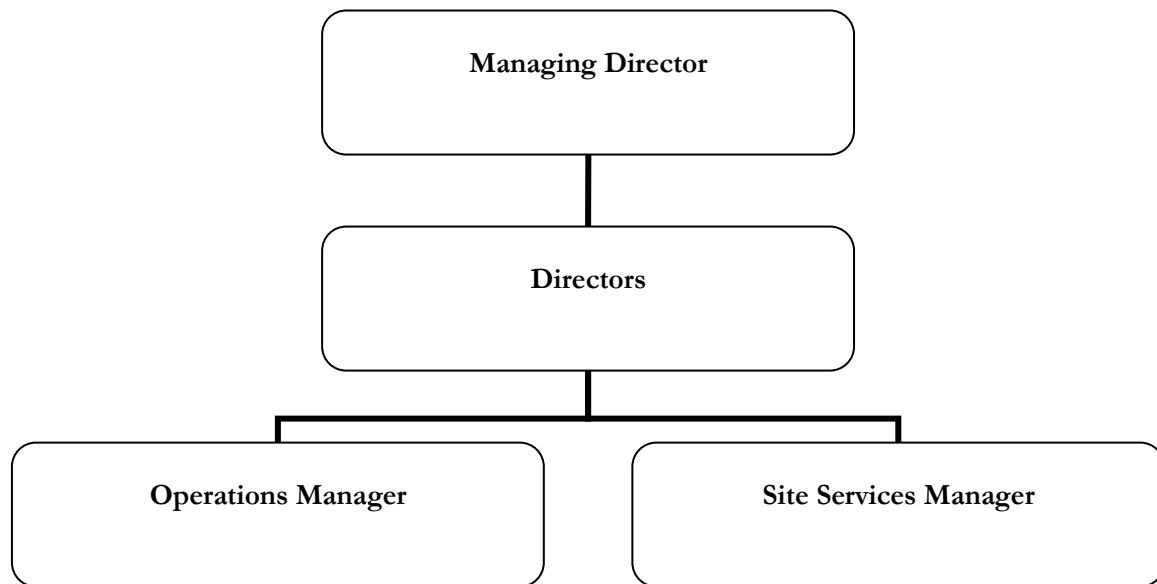 Managing Director
Directors
Operations Manager
Site Services Manager